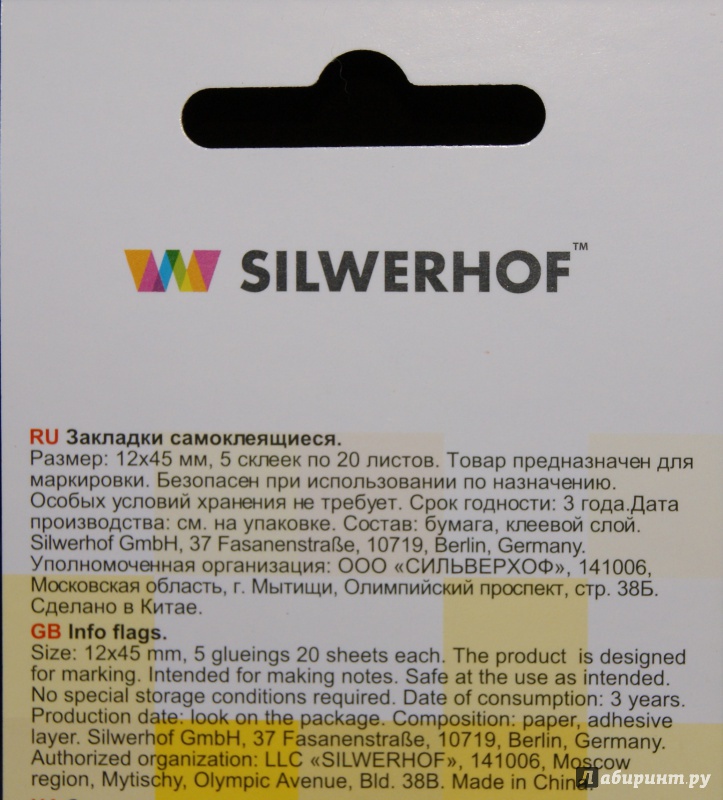 SILWERHOF™
RU Закладки самоклеящиеся.
Размер: 12х45 мм, 5 склеек по 20 листов. Товар предназначен для
маркировки. Безопасен при использовании по назначению.
Особых условий хранения не требует. Срок годности: 3 года.Дата
производства: см. на упаковке. Состав: бумага, клеевой слой.
Silwerhof GmbH, 37 Fasanenstraße, 10719, Berlin, Germany.
Уполномоченная организация: ООО «СИЛЬВЕРХОФ», 141006,
Московская область, г. Мытищи, Олимпийский проспект, стр. 38Б.
Сделано в Китае.
GB Info flags.
Size: 12x45 mm, 5 glueings 20 sheets each. The product is designed
for marking. Intended for making notes. Safe at the use as intended.
No special storage conditions required. Date of consumption: 3 years.
Production date: look on the package. Composition: paper, adhesive
layer. Silwerhof GmbH, 37 Fasanenstraße, 10719, Berlin, Germany.
Authorized organization: LLC «SILWERHOF», 141006, Moscow
region, Mytischy, Olympic Avenue, Bld. 38B. Made in China
Лабиринт.ру